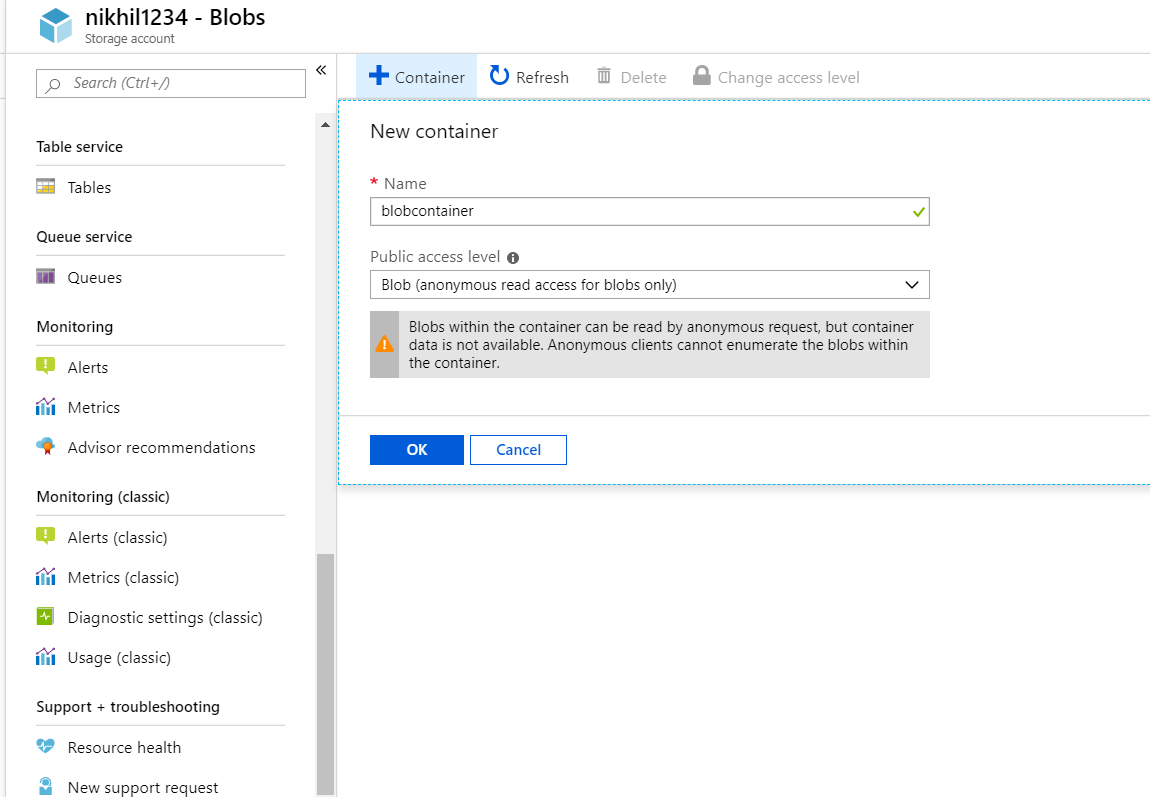 nikhil1234 - Blobs
Storage account
Search (Ctrl+/)
«
Table service
Tables
Queue service
Queues
Monitoring
Alerts
Metrics
Advisor recommendations
Monitoring (classic)
Alerts (classic)
Metrics (classic)
Diagnostic settings (classic)
Usage (classic)
Support + troubleshooting
Resource health
New support request
Container Refresh Delete Change access level
New container
* Name
blobcontainer
Public access level
Blob (anonymous read access for blobs only)
Blobs within the container can be read by anonymous request, but container
data is not available. Anonymous clients cannot enumerate the blobs within
the container.
OK Cancel